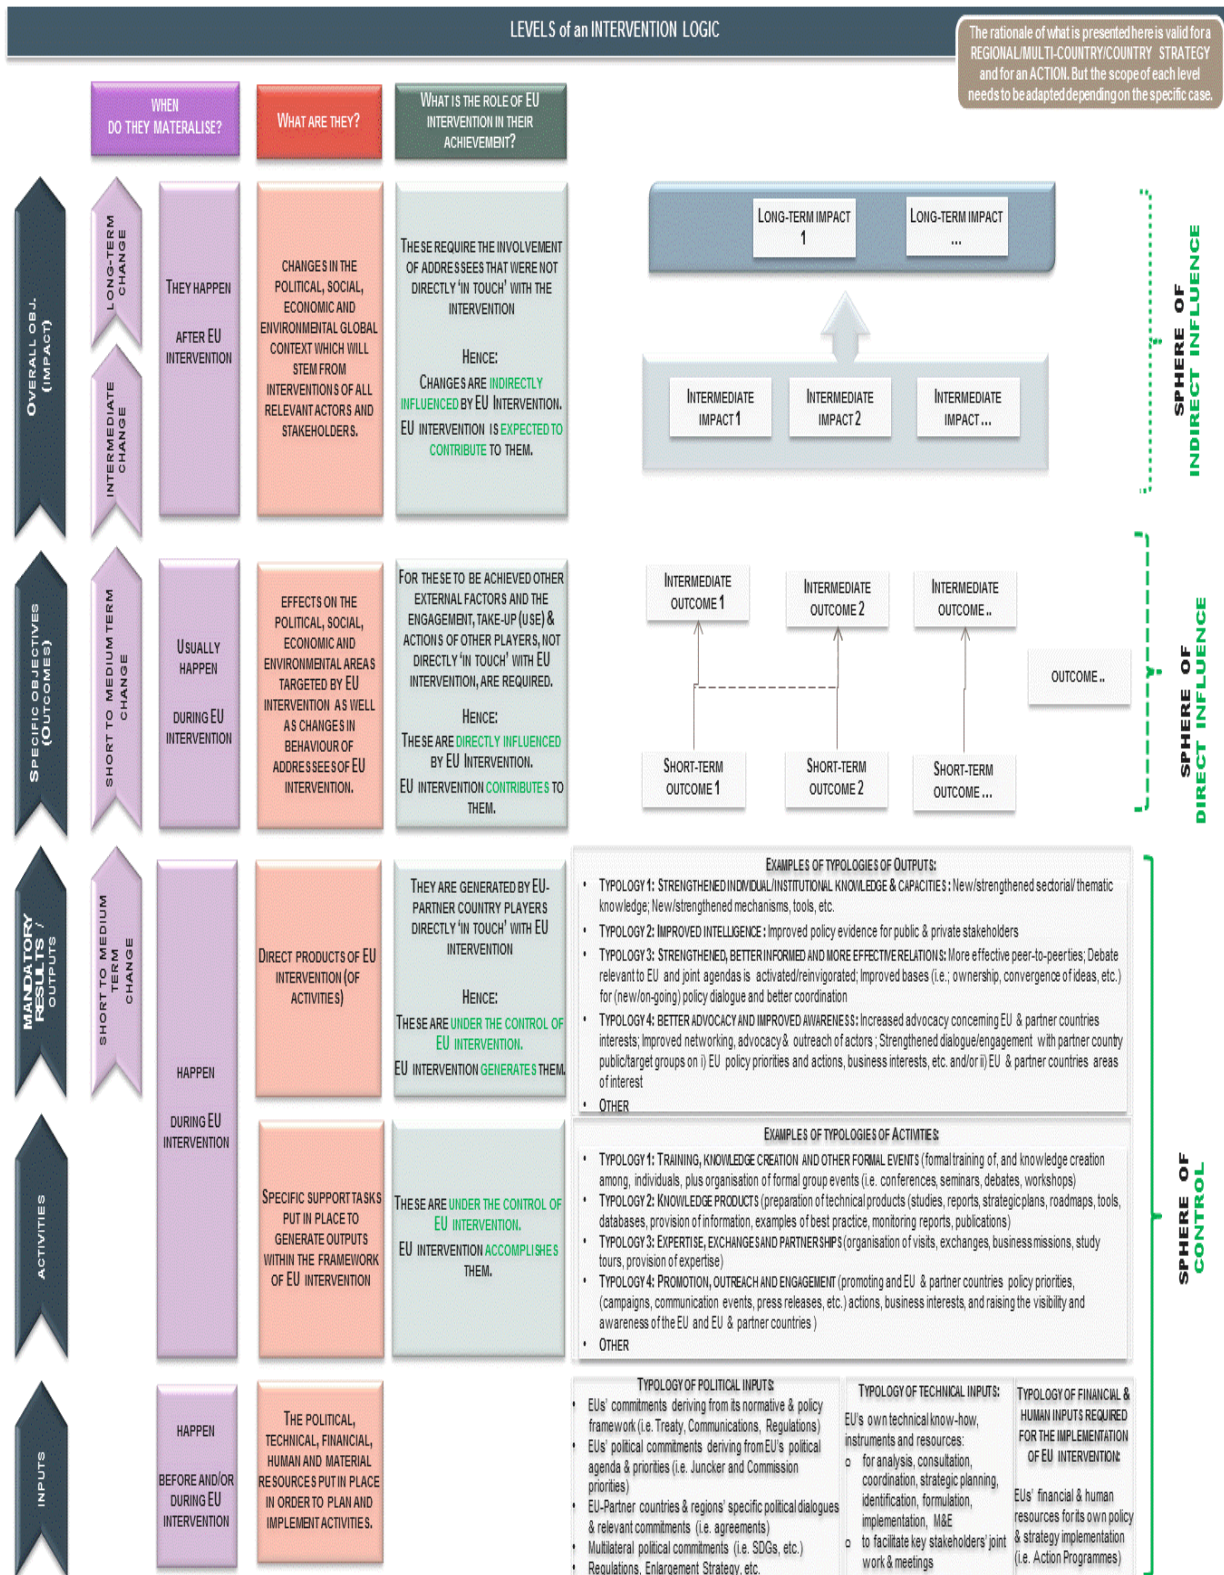 LEVELS of an INTERVENTION LOGIC
The rationale of what is presented here is valid for a
REGIONAL/MULTI-COUNTRY/COUNTRY STRATEGY
and for an ACTION. But the scope of each level
needs to be adapted depending on the specific case.
WHEN
DO THEY MATERALISE?
WHAT ARE THEY?
WHAT IS THE ROLE OF EU
INTERVENTION IN THEIR
ACHIEVEMENT?
OVERALL OBJ.
(IMPACT)
LONG-TERM
CHANGE
INTERMEDIATE
CHANGE
THEY HAPPEN
AFTER EU
INTERVENTION
CHANGES IN THE
POLITICAL, SOCIAL,
ECONOMIC AND
ENVIRONMENTAL GLOBAL
CONTEXT WHICH WILL
STEM FROM
INTERVENTIONS OF ALL
RELEVANT ACTORS AND
STAKEHOLDERS.
THESE REQUIRE THE INVOLVEMENT
OF ADDRESSEES THAT WERE NOT
DIRECTLY 'IN TOUCH' WITH THE
INTERVENTION
HENCE:
CHANGES ARE INDIRECTLY
INFLUENCED BY EU INTERVENTION.
EU INTERVENTION IS EXPECTED TO
CONTRIBUTE TO THEM.
LONG-TERM IMPACT
1
LONG-TERM IMPACT
...
INTERMEDIATE
IMPACT 1
INTERMEDIATE
IMPACT 2
INTERMEDIATE
IMPACT ...
SPHERE OF
INDIRECT INFLUENCE
SPECIFIC OBJECTIVES
(OUTCOMES)
SHORT TO MEDIUM TERM
CHANGE
USUALLY
HAPPEN
DURING EU
INTERVENTION
EFFECTS ON THE
POLITICAL, SOCIAL,
ECONOMIC AND
ENVIRONMENTAL AREAS
TARGETED BY EU
INTERVENTION AS WELL
AS CHANGES IN
BEHAVIOUR OF
ADDRESSEES OF EU
INTERVENTION.
FOR THESE TO BE ACHIEVED OTHER
EXTERNAL FACTORS AND THE
ENGAGEMENT, TAKE-UP (USE) &
ACTIONS OF OTHER PLAYERS, NOT
DIRECTLY 'IN TOUCH' WITH EU
INTERVENTION, ARE REQUIRED.
HENCE:
THESE ARE DIRECTLY INFLUENCED
BY EU INTERVENTION.
EU INTERVENTION CONTRIBUTES TO
THEM.
INTERMEDIATE
OUTCOME 1
INTERMEDIATE
OUTCOME 2
INTERMEDIATE
OUTCOME ..
OUTCOME ..
SHORT-TERM
OUTCOME 1
SHORT-TERM
OUTCOME 2
SHORT-TERM
OUTCOME ...
SPHERE OF
DIRECT INFLUENCE
MANDATORY
RESULTS /
OUTPUTS
SHORT TO MEDIUM
TERM
CHANGE
HAPPEN
DURING EU
INTERVENTION
DIRECT PRODUCTS OF EU
INTERVENTION (OF
ACTIVITIES)
THEY ARE GENERATED BY EU-
PARTNER COUNTRY PLAYERS
DIRECTLY 'IN TOUCH' WITH EU
INTERVENTION
HENCE:
THESE ARE UNDER THE CONTROL OF
EU INTERVENTION.
EU INTERVENTION GENERATES THEM.
EXAMPLES OF TYPOLOGIES OF OUTPUTS:
• TYPOLOGY 1: STRENGTHENED INDIVIDUAL/INSTITUTIONAL KNOWLEDGE & CAPACITIES: New/strengthened sectorial/ thematic
knowledge; New/strengthened mechanisms, tools, etc.
• TYPOLOGY 2: IMPROVED INTELLIGENCE: Improved policy evidence for public & private stakeholders
• TYPOLOGY 3: STRENGTHENED, BETTER INFORMED AND MORE EFFECTIVE RELATIONS: More effective peer-to-peerties; Debate
relevant to EU and joint agendas is activated/reinvigorated; Improved bases (i.e.; ownership, convergence of ideas, etc.)
for (new/on-going) policy dialogue and better coordination
• TYPOLOGY 4: BETTER ADVOCACY AND IMPROVED AWARENESS: Increased advocacy concerning EU & partner countries
interests; Improved networking, advocacy & outreach of actors ; Strengthened dialogue/engagement with partner country
public/target groups on i) EU policy priorities and actions, business interests, etc. and/or ii) EU & partner countries areas
of interest
• OTHER
ACTIVITIES
SPECIFIC SUPPORT TASKS
PUT IN PLACE TO
GENERATE OUTPUTS
WITHIN THE FRAMEWORK
OF EU INTERVENTION
THESE ARE UNDER THE CONTROL OF
EU INTERVENTION.
EU INTERVENTION ACCOMPLISHES
THEM.
EXAMPLES OF TYPOLOGIES OF ACTIVITIES:
• TYPOLOGY 1: TRAINING, KNOWLEDGE CREATION AND OTHER FORMAL EVENTS (formal training of, and knowledge creation
among, individuals, plus organisation of formal group events (i.e. conferences, seminars, debates, workshops)
• TYPOLOGY 2: KNOWLEDGE PRODUCTS (preparation of technical products (studies, reports, strategic plans, roadmaps, tools,
databases, provision of information, examples of best practice, monitoring reports, publications)
• TYPOLOGY 3: EXPERTISE, EXCHANGES AND PARTNERSHIPS (organisation of visits, exchanges, business missions, study
tours, provision of expertise)
• TYPOLOGY 4: PROMOTION, OUTREACH AND ENGAGEMENT (promoting and EU & partner countries policy priorities,
(campaigns, communication events, press releases, etc.) actions, business interests, and raising the visibility and
awareness of the EU and EU & partner countries )
• OTHER
SPHERE OF
CONTROL
INPUTS
HAPPEN
BEFORE AND/OR
DURING EU
INTERVENTION
THE POLITICAL,
TECHNICAL, FINANCIAL,
HUMAN AND MATERIAL
RESOURCES PUT IN PLACE
IN ORDER TO PLAN AND
IMPLEMENT ACTIVITIES.
TYPOLOGY OF POLITICAL INPUTS:
• EUs' commitments deriving from its normative & policy
framework (i.e. Treaty, Communications, Regulations)
• EUs' political commitments deriving from EU's political
agenda & priorities (i.e. Juncker and Commission
priorities)
• EU-Partner countries & regions' specific political dialogues
& relevant commitments (i.e. agreements)
• Multilateral political commitments (i.e. SDGs, etc.)
• Regulations, Enlargement Strategy, etc.
TYPOLOGY OF TECHNICAL INPUTS:
EU's own technical know-how,
instruments and resources:
o for analysis, consultation,
coordination, strategic planning,
identification, formulation,
implementation, M&E
o to facilitate key stakeholders' joint
work & meetings
TYPOLOGY OF FINANCIAL &
HUMAN INPUTS REQUIRED
FOR THE IMPLEMENTATION
OF EU INTERVENTION:
EUs' financial & human
resources for its own policy
& strategy implementation
(i.e. Action Programmes)